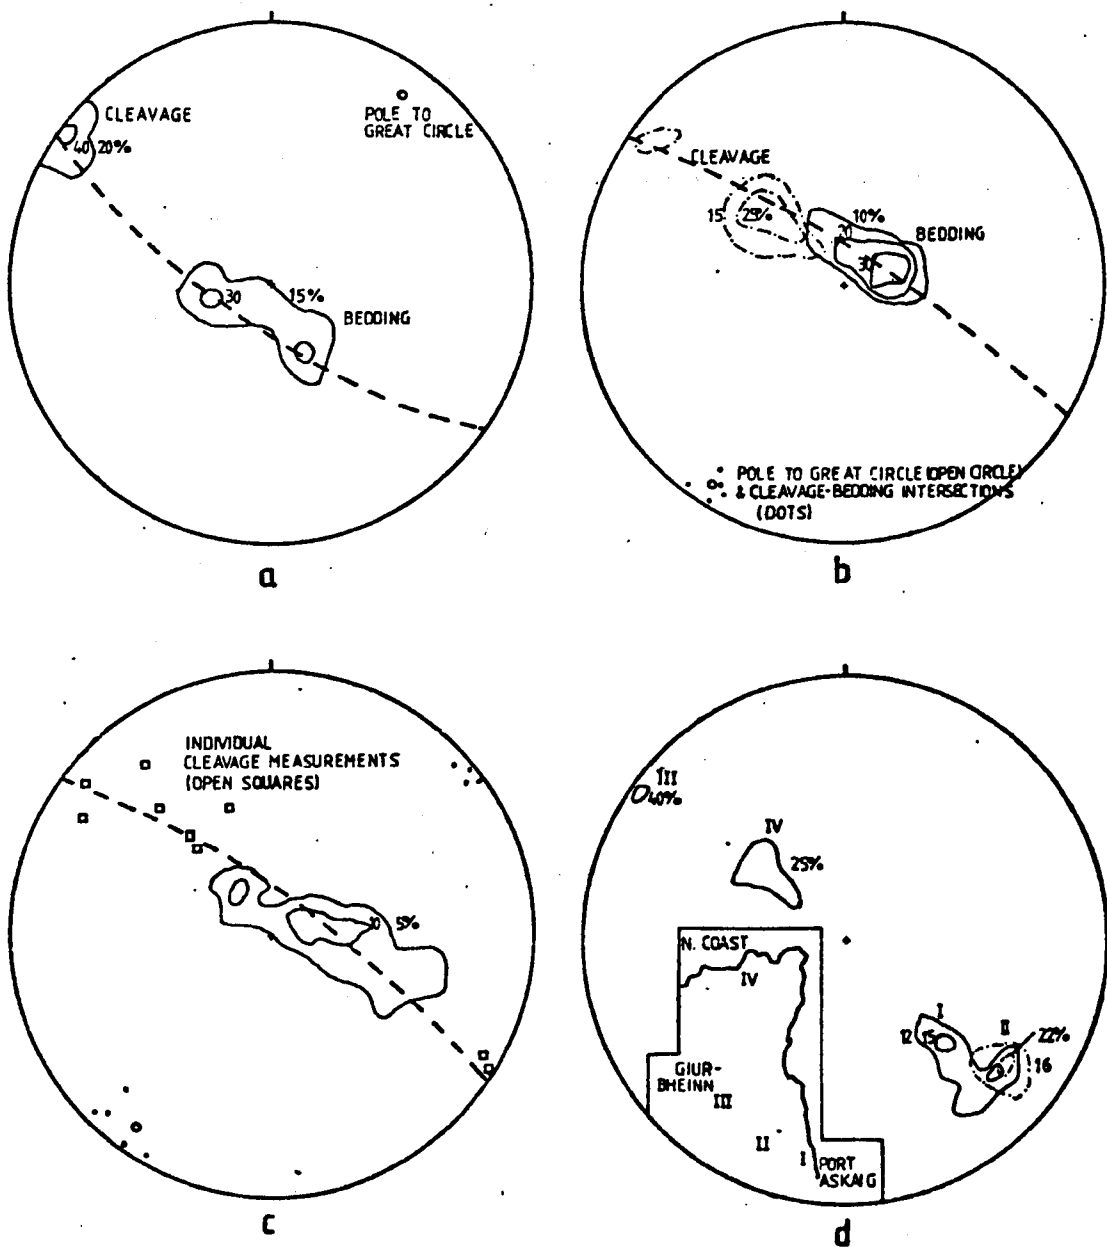 CLEAVAGE
40 20%
POLE TO
GREAT CIRCLE
30
15%
BEDDING
a
CLEAVAGE
15 25%
10%
20
30
BEDDING
POLE TO GREAT CIRCLE (OPEN CIRCLE)
& CLEAVAGE-BEDDING INTERSECTIONS
(DOTS)
b
INDIVIDUAL
CLEAVAGE MEASUREMENTS
(OPEN SQUARES)
10 5%
c
III
40%
IV
25%
N. COAST
IV
GIUR-
BHEINN
III
II
I
PORT
ASKAIG
I
12 15
II
22%
16
d